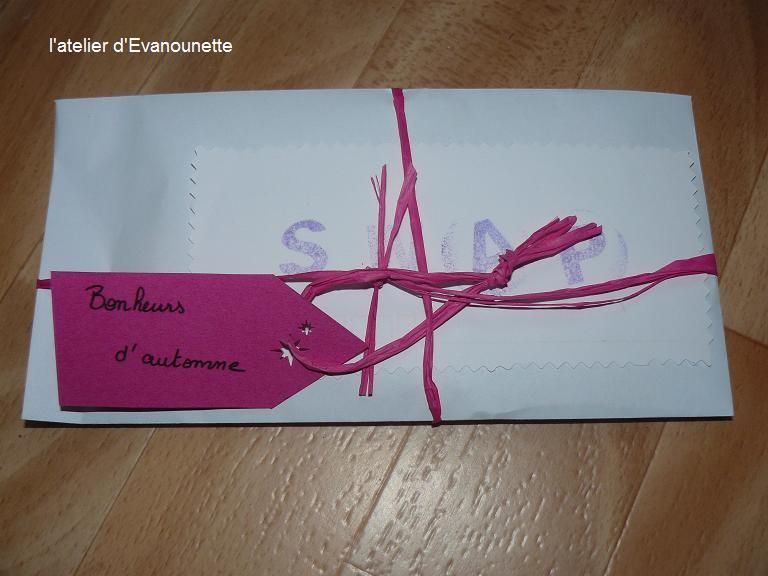 l'atelier d'Evanounette
SWAP
Bonheurs
d'automne